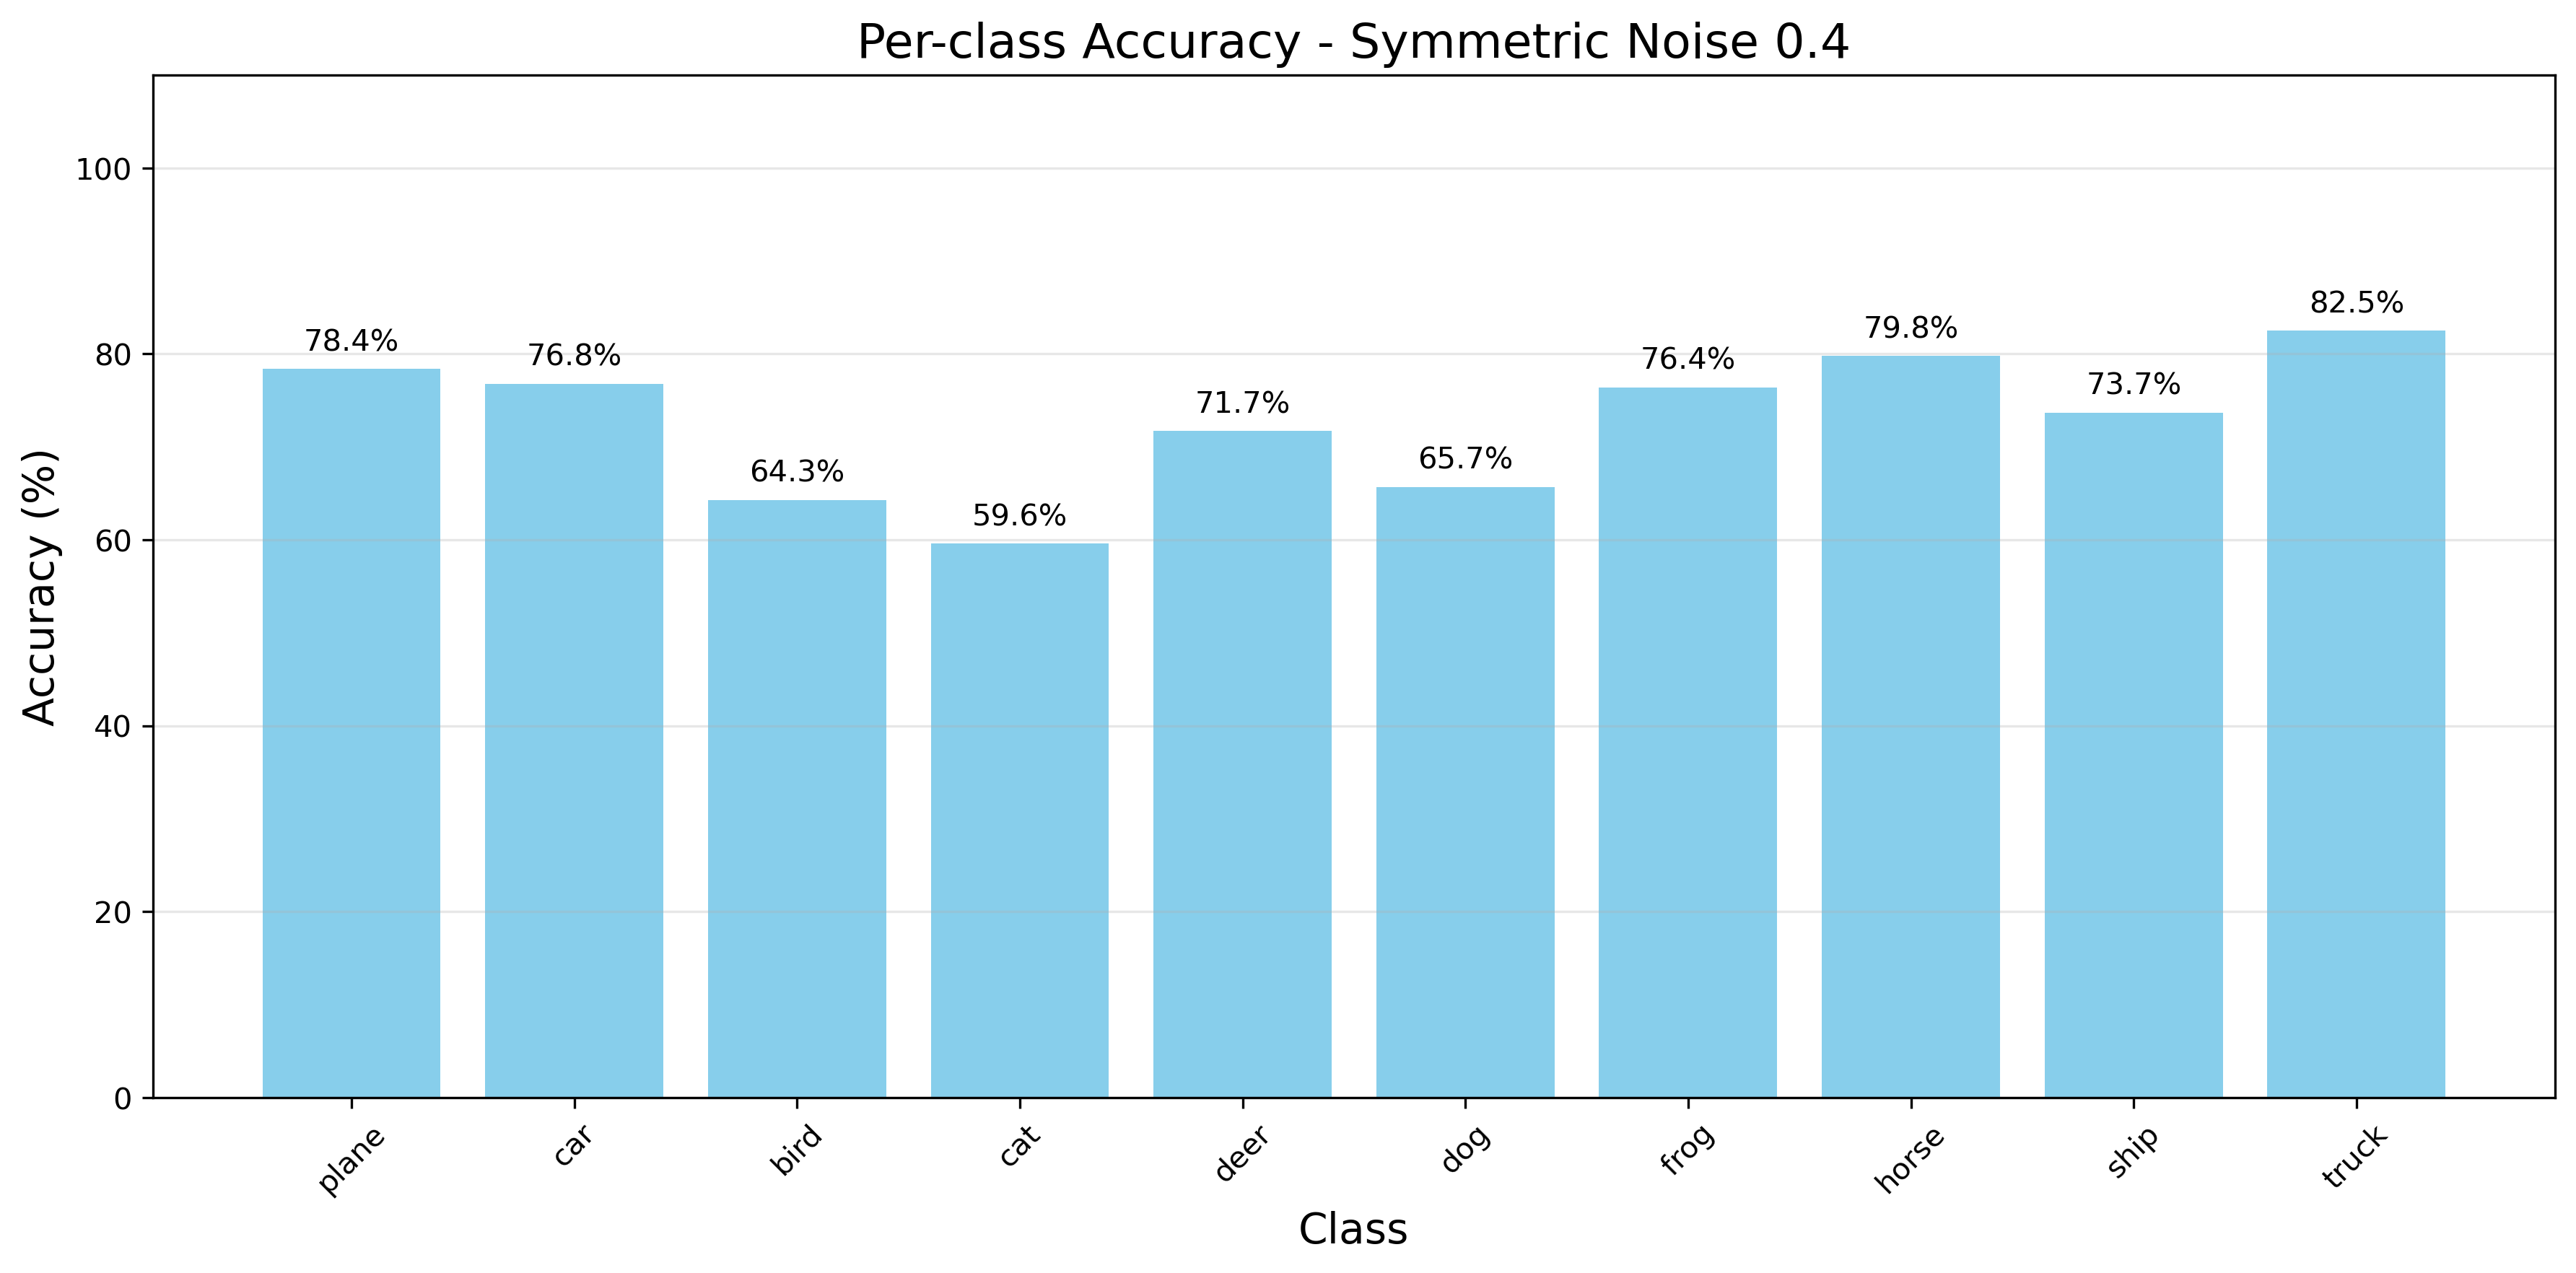 Per-class Accuracy - Symmetric Noise 0.4
Accuracy (%)
100
80
60
40
20
0
78.4%
76.8%
64.3%
59.6%
71.7%
65.7%
76.4%
79.8%
73.7%
82.5%
plane
car
bird
cat
deer
dog
frog
horse
ship
truck
Class